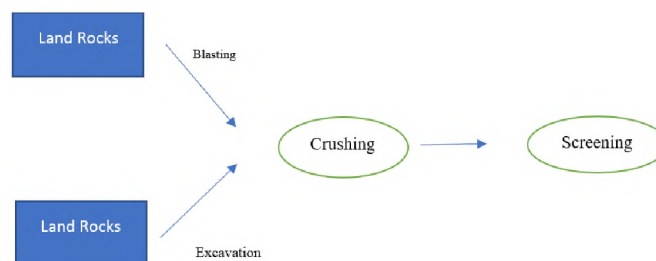 Land Rocks
Blasting
Crushing
Screening
Land Rocks
Excavation